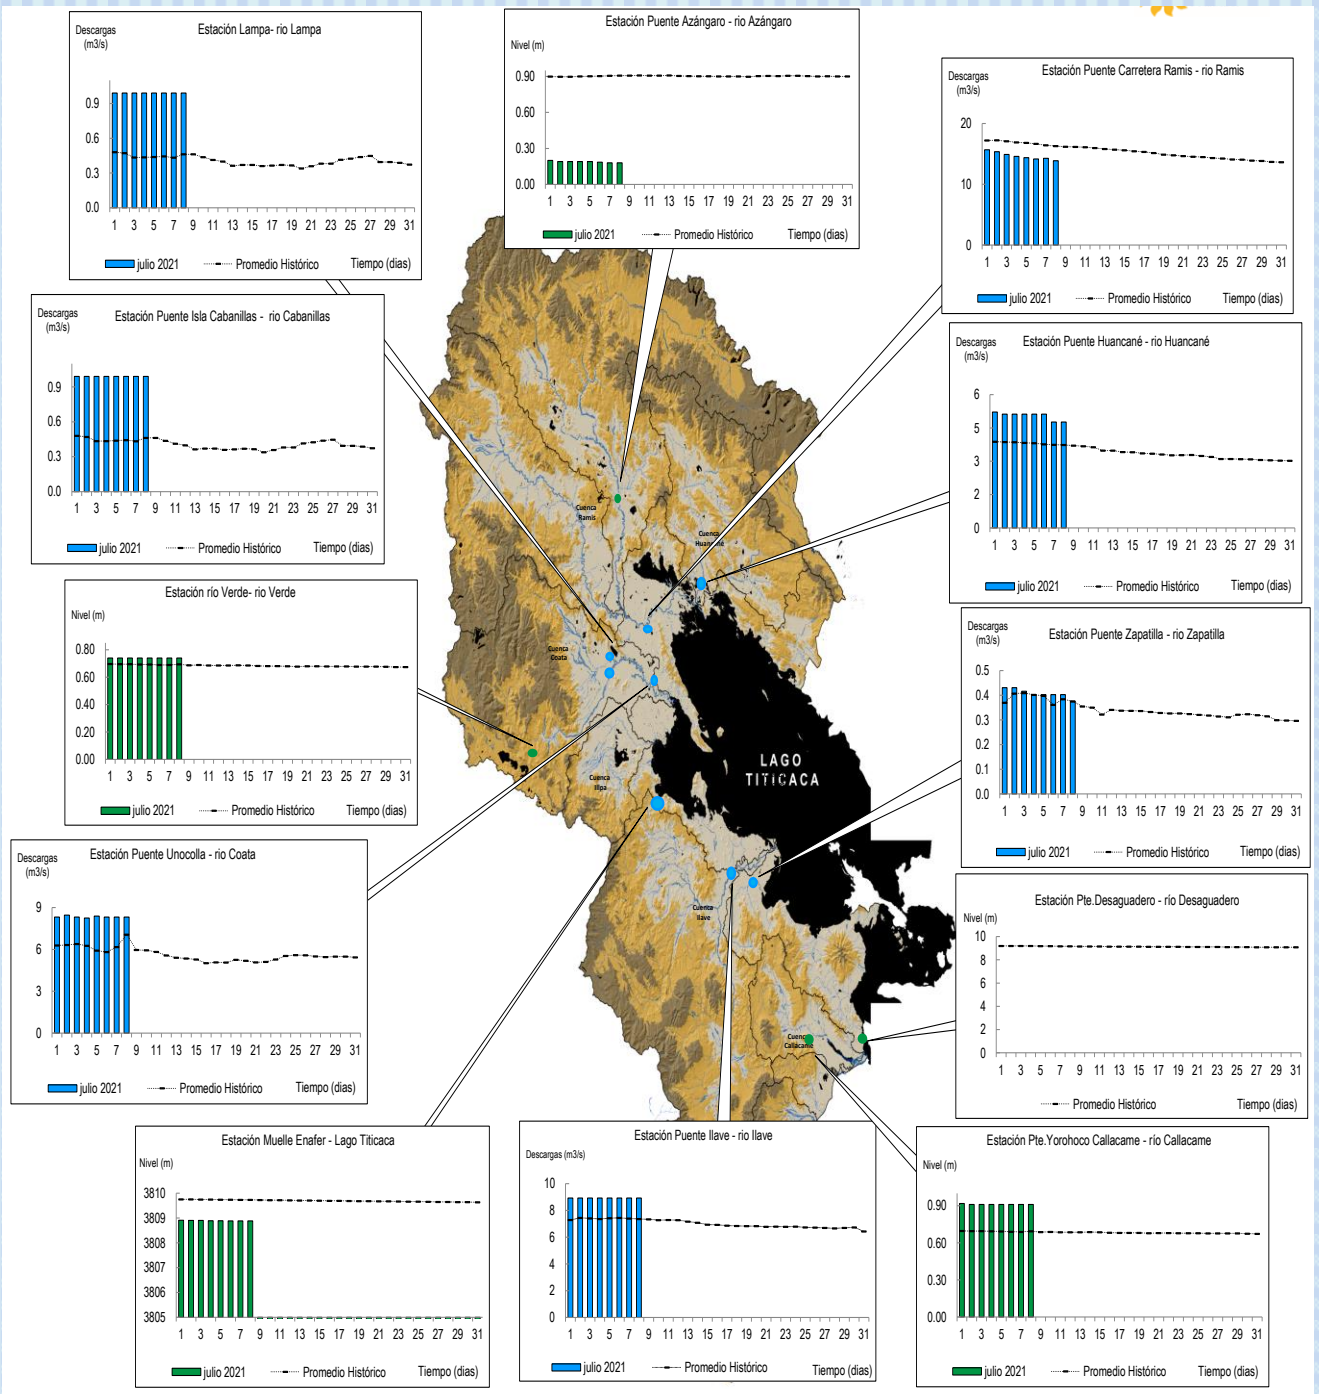 Descargas
(m3/s)
Estación Lampa- rio Lampa
0.9
0.6
0.3
0.0
1 3 5 7 9 11 13 15 17 19 21 23 25 27 29 31
julio 2021 Promedio Histórico Tiempo (dias)
Estación Puente Azángaro - rio Azángaro
Nivel (m)
0.90
0.60
0.30
0.00
1 3 5 7 9 11 13 15 17 19 21 23 25 27 29 31
julio 2021 Promedio Histórico Tiempo (dias)
Estación Puente Carretera Ramis - rio Ramis
Descargas
(m3/s)
20
10
0
1 3 5 7 9 11 13 15 17 19 21 23 25 27 29 31
julio 2021 Promedio Histórico Tiempo (dias)
Descargas
(m3/s)
Estación Puente Isla Cabanillas - rio Cabanillas
0.9
0.6
0.3
0.0
1 3 5 7 9 11 13 15 17 19 21 23 25 27 29 31
julio 2021 Promedio Histórico Tiempo (dias)
Descargas
(m3/s)
Estación Puente Huancané - rio Huancané
6
5
3
2
0
1 3 5 7 9 11 13 15 17 19 21 23 25 27 29 31
julio 2021 Promedio Histórico Tiempo (dias)
Estación río Verde- rio Verde
Nivel (m)
0.80
0.60
0.40
0.20
0.00
1 3 5 7 9 11 13 15 17 19 21 23 25 27 29 31
julio 2021 Promedio Histórico Tiempo (dias)
Descargas
(m3/s)
Estación Puente Zapatilla - rio Zapatilla
0.5
0.4
0.3
0.2
0.1
0.0
1 3 5 7 9 11 13 15 17 19 21 23 25 27 29 31
julio 2021 Promedio Histórico Tiempo (dias)
Cuenca
Ramis
Cuenca
Huancané
Cuenca
Coata
LAGO
TITICACA
Cuenca
Illpa
Cuenca
Ilave
Cuenca
Callacame
Descargas
(m3/s)
Estación Puente Unocolla - rio Coata
9
6
3
0
1 3 5 7 9 11 13 15 17 19 21 23 25 27 29 31
julio 2021 Promedio Histórico Tiempo (dias)
Estación Pte.Desaguadero - río Desaguadero
Nivel (m)
10
8
6
4
2
0
1 3 5 7 9 11 13 15 17 19 21 23 25 27 29 31
Promedio Histórico Tiempo (dias)
Estación Muelle Enafer - Lago Titicaca
Nivel (m)
3810
3809
3808
3807
3806
3805
1 3 5 7 9 11 13 15 17 19 21 23 25 27 29 31
julio 2021 Promedio Histórico Tiempo (dias)
Estación Puente Ilave - rio Ilave
Descargas (m3/s)
10
8
6
4
2
0
1 3 5 7 9 11 13 15 17 19 21 23 25 27 29 31
julio 2021 Promedio Histórico Tiempo (dias)
Estación Pte.Yorohoco Callacame - río Callacame
Nivel (m)
0.90
0.60
0.30
0.00
1 3 5 7 9 11 13 15 17 19 21 23 25 27 29 31
julio 2021 Promedio Histórico Tiempo (dias)